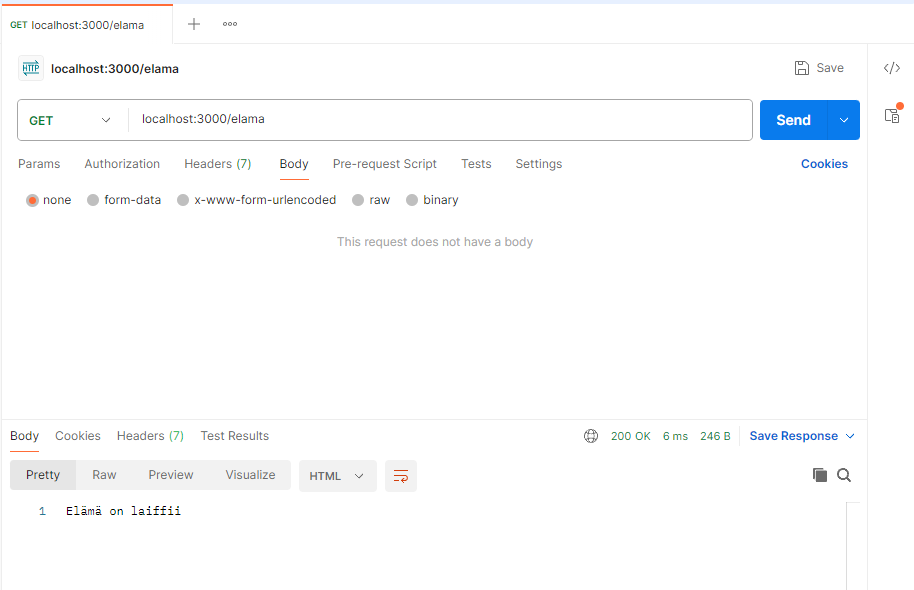 GET localhost:3000/elama
HTTP localhost:3000/elama Save
GET localhost:3000/elama Send
Params Authorization Headers (7) Body Pre-request Script Tests Settings Cookies
none form-data x-www-form-urlencoded raw binary
This request does not have a body
Body Cookies Headers (7) Test Results 200 OK 6 ms 246 B Save Response
Pretty Raw Preview Visualize HTML
1 Elämä on laiffii